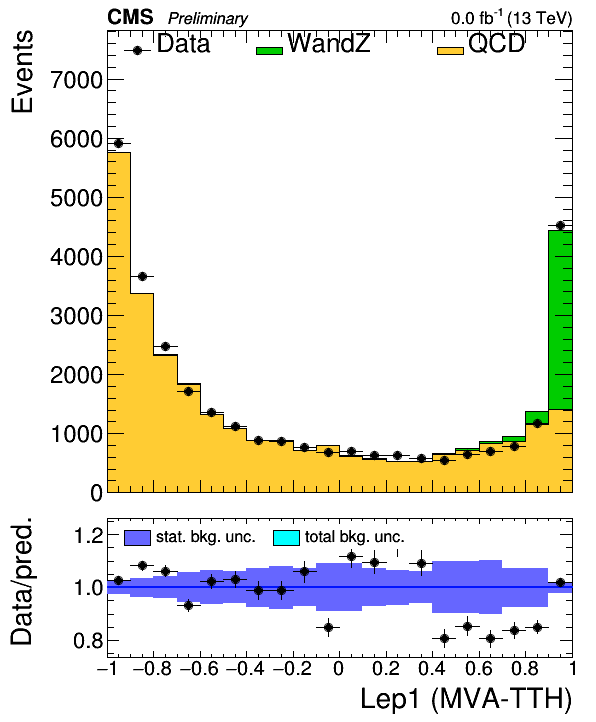 CMS Preliminary 0.0 fb⁻¹ (13 TeV)
Data WandZ QCD
Events
7000
6000
5000
4000
3000
2000
1000
0
stat. bkg. unc. total bkg. unc.
Data/pred.
1.2
1.0
0.8
−1 −0.8 −0.6 −0.4 −0.2 0 0.2 0.4 0.6 0.8 1
Lep1 (MVA-TTH)